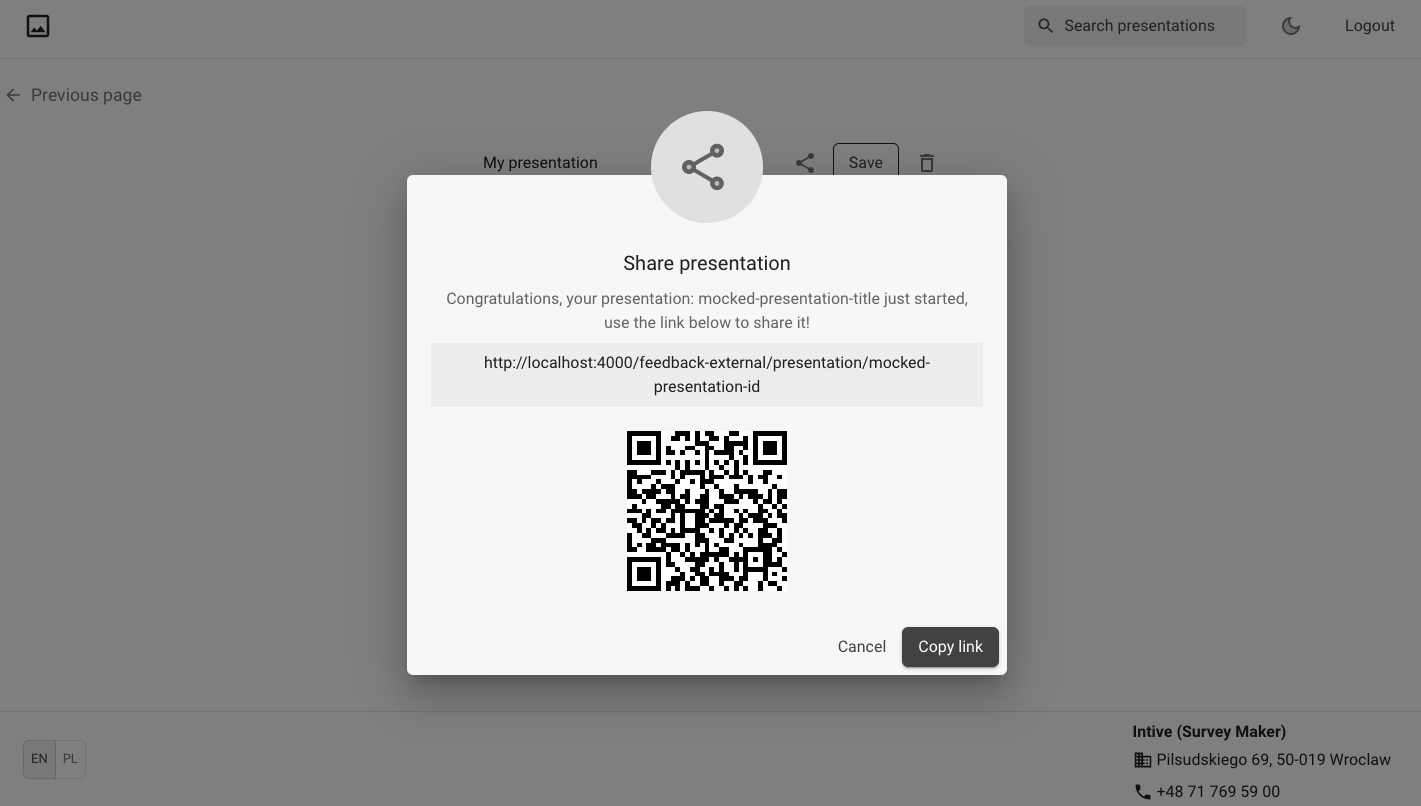 Search presentations
Logout
Previous page
My presentation
Save
Share presentation
Congratulations, your presentation: mocked-presentation-title just started,
use the link below to share it!
http://localhost:4000/feedback-external/presentation/mocked-
presentation-id
Cancel
Copy link
EN
PL
Intive (Survey Maker)
Pilsudskiego 69, 50-019 Wroclaw
+48 71 769 59 00